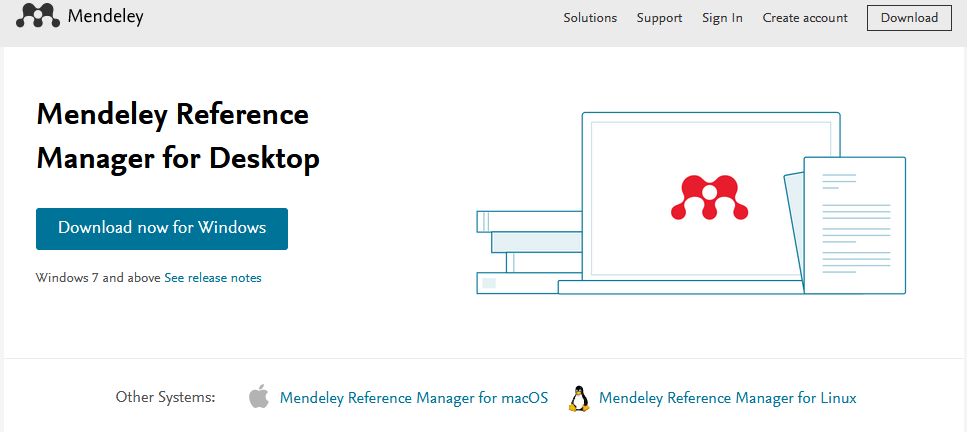 Mendeley
Solutions Support Sign In Create account Download
Mendeley Reference
Manager for Desktop
Download now for Windows
Windows 7 and above See release notes
Other Systems: Mendeley Reference Manager for macOS Mendeley Reference Manager for Linux